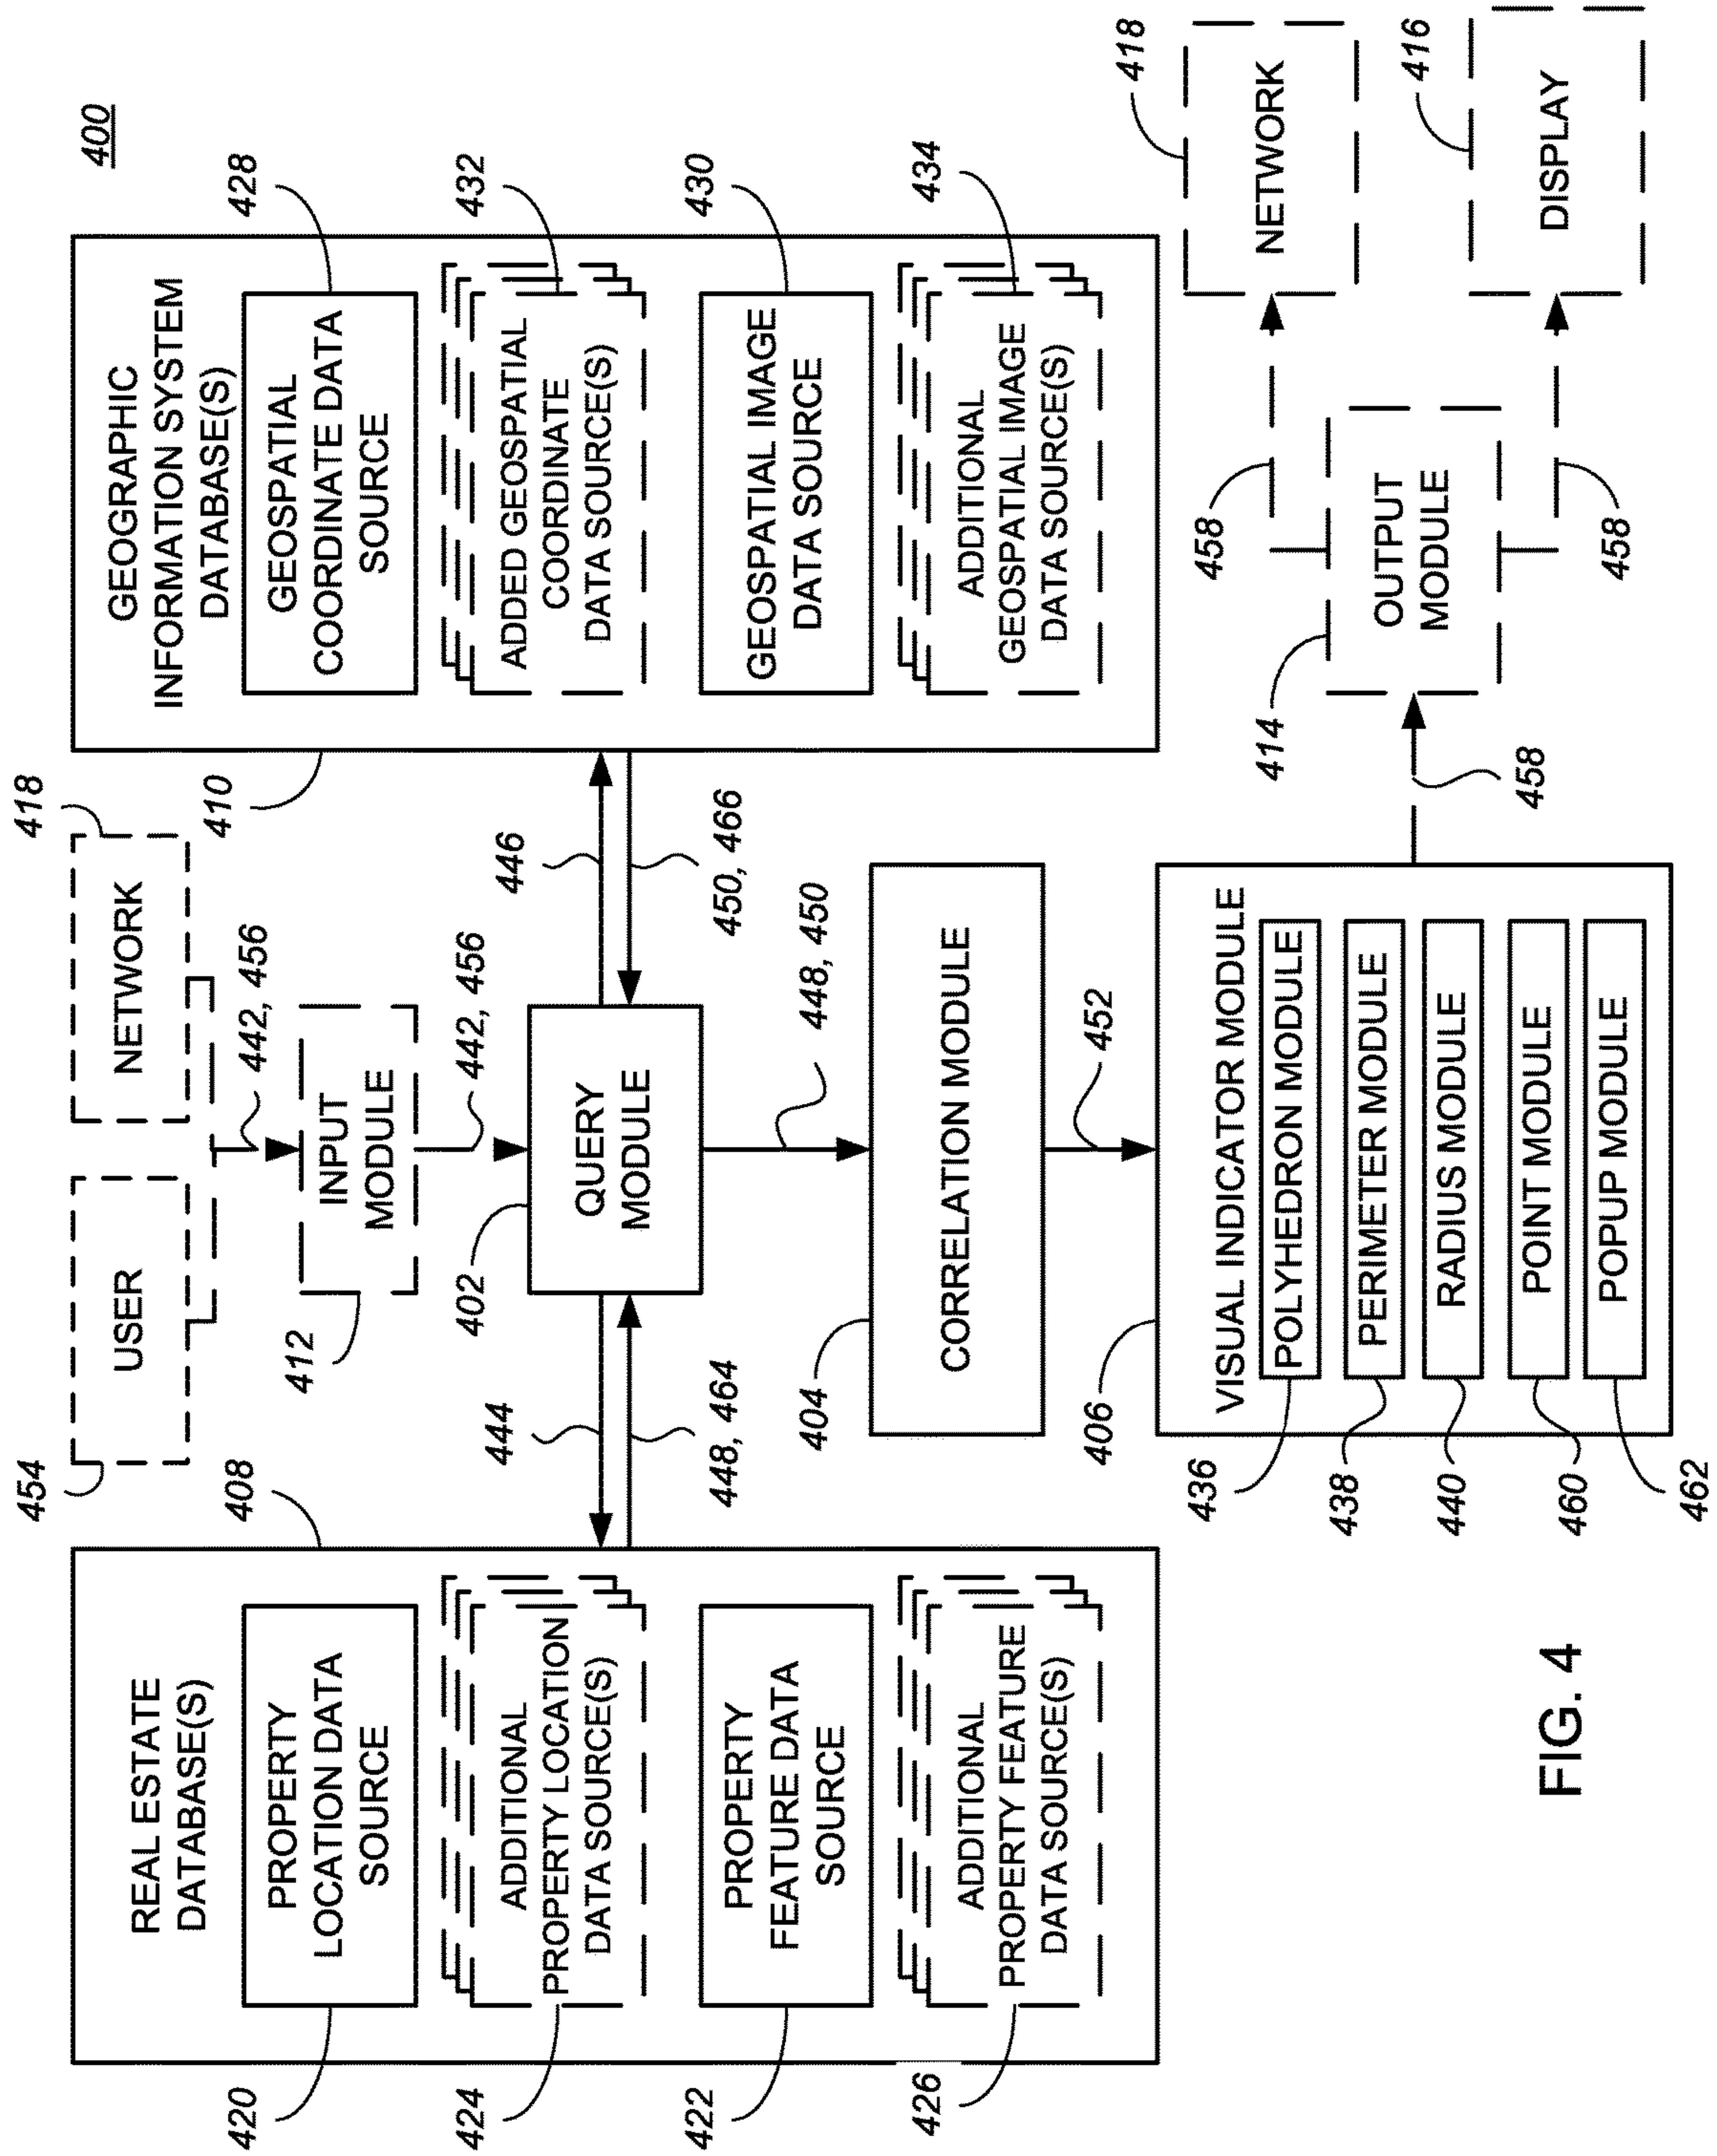 400
454
USER
NETWORK
418
408
REAL ESTATE
DATABASE(S)
420
PROPERTY
LOCATION DATA
SOURCE
424
ADDITIONAL
PROPERTY LOCATION
DATA SOURCE(S)
422
PROPERTY
FEATURE DATA
SOURCE
426
ADDITIONAL
PROPERTY FEATURE
DATA SOURCE(S)
442, 456
412
INPUT
MODULE
442, 456
402
QUERY
MODULE
444
448, 464
446
450, 466
410
GEOGRAPHIC
INFORMATION SYSTEM
DATABASE(S)
GEOSPATIAL
COORDINATE DATA
SOURCE
428
ADDED GEOSPATIAL
COORDINATE
DATA SOURCE(S)
432
GEOSPATIAL IMAGE
DATA SOURCE
430
ADDITIONAL
GEOSPATIAL IMAGE
DATA SOURCE(S)
434
448, 450
404
CORRELATION MODULE
452
406
VISUAL INDICATOR MODULE
436
POLYHEDRON MODULE
438
PERIMETER MODULE
440
RADIUS MODULE
460
POINT MODULE
462
POPUP MODULE
458
414
OUTPUT
MODULE
458
458
NETWORK
418
DISPLAY
416
FIG. 4